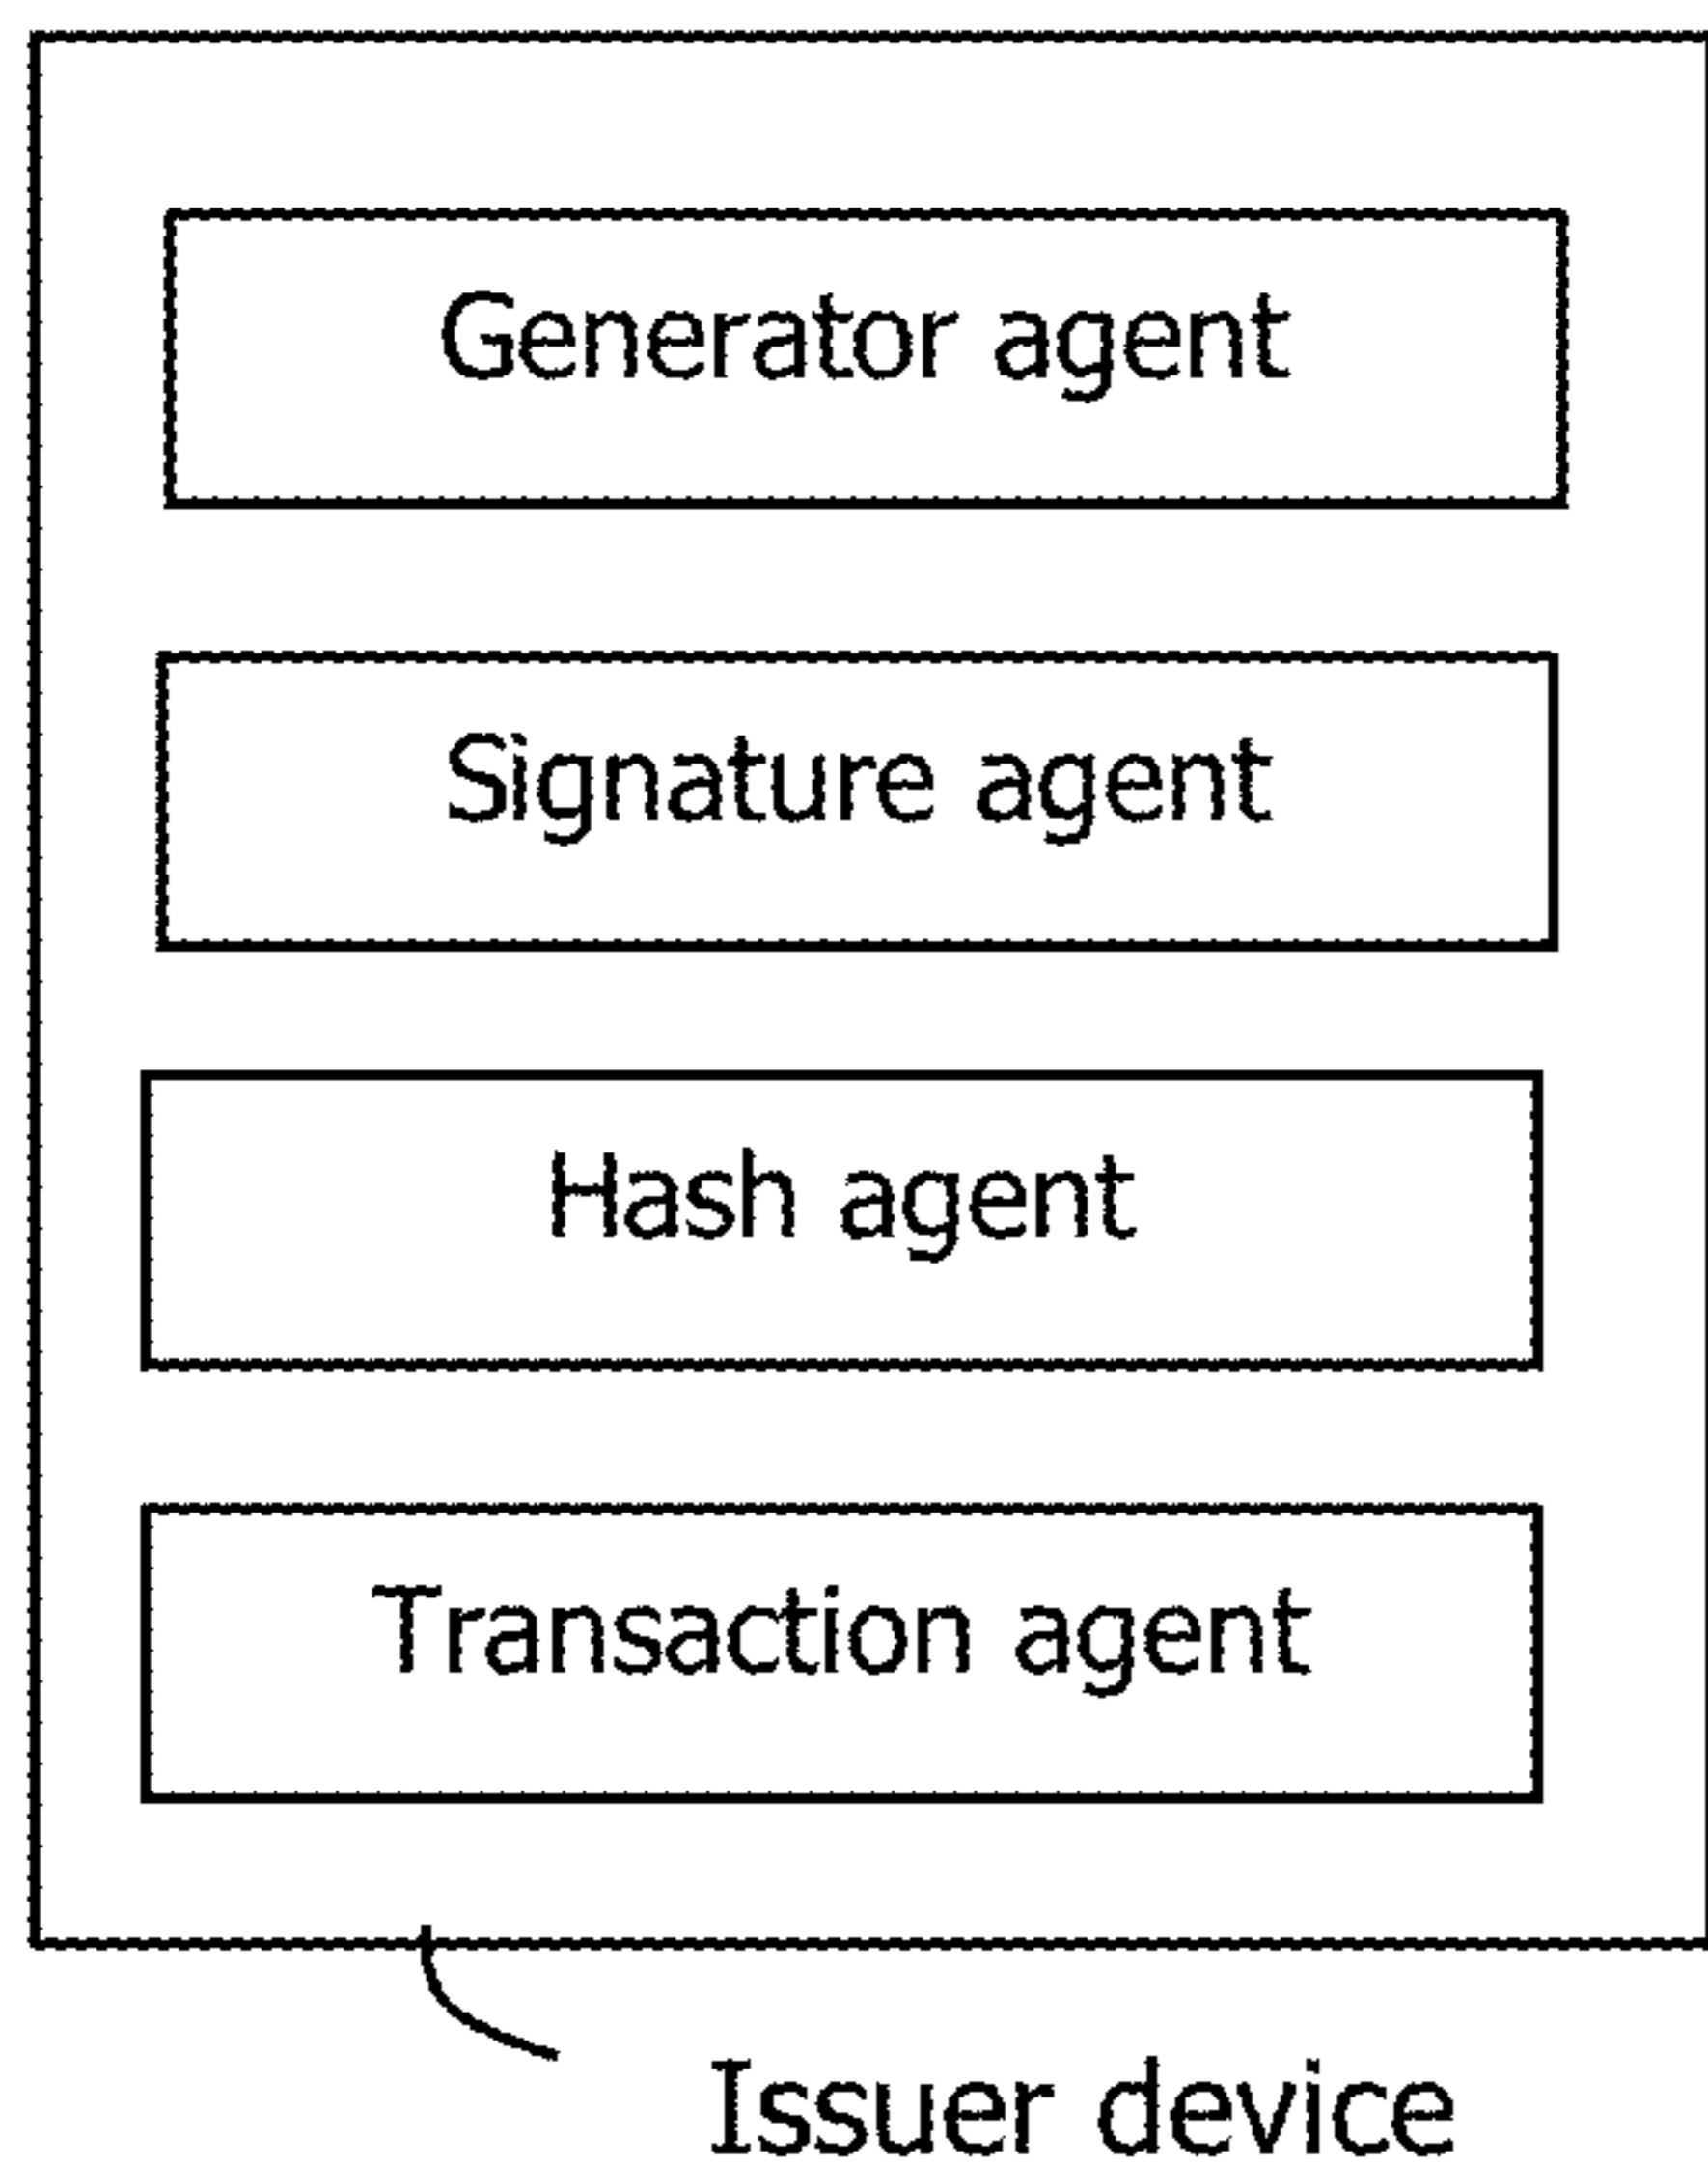 Generator agent
Signature agent
Hash agent
Transaction agent
Issuer device